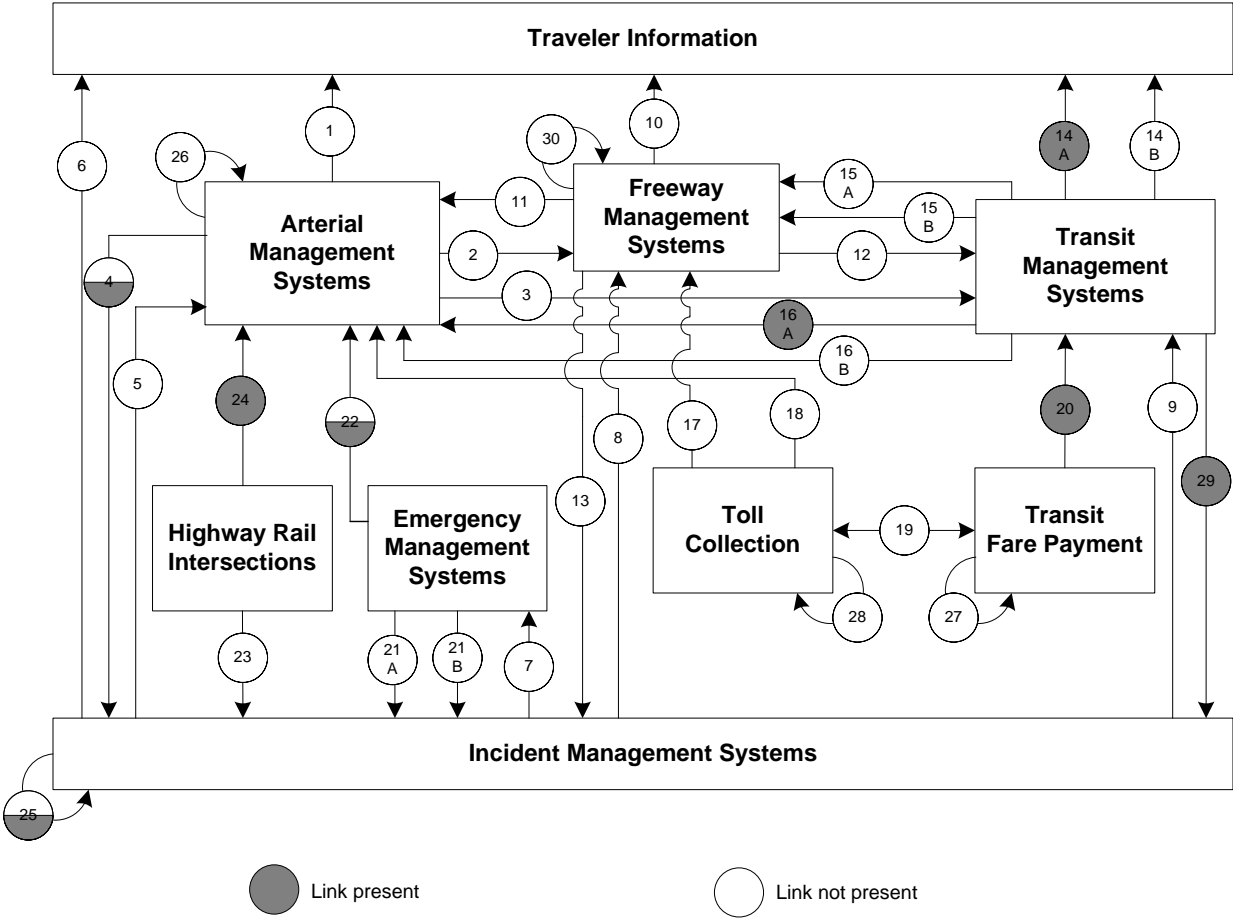 Traveler Information
6
26
1
30
10
14
A
14
B
11
Arterial
Management
Systems
Freeway
Management
Systems
15
A
15
B
Transit
Management
Systems
2
12
4
3
16
A
16
B
5
24
22
8
17
18
20
9
13
29
Highway Rail
Intersections
Emergency
Management
Systems
Toll
Collection
19
Transit
Fare Payment
28
27
23
21
A
21
B
7
Incident Management Systems
25
Link present
Link not present